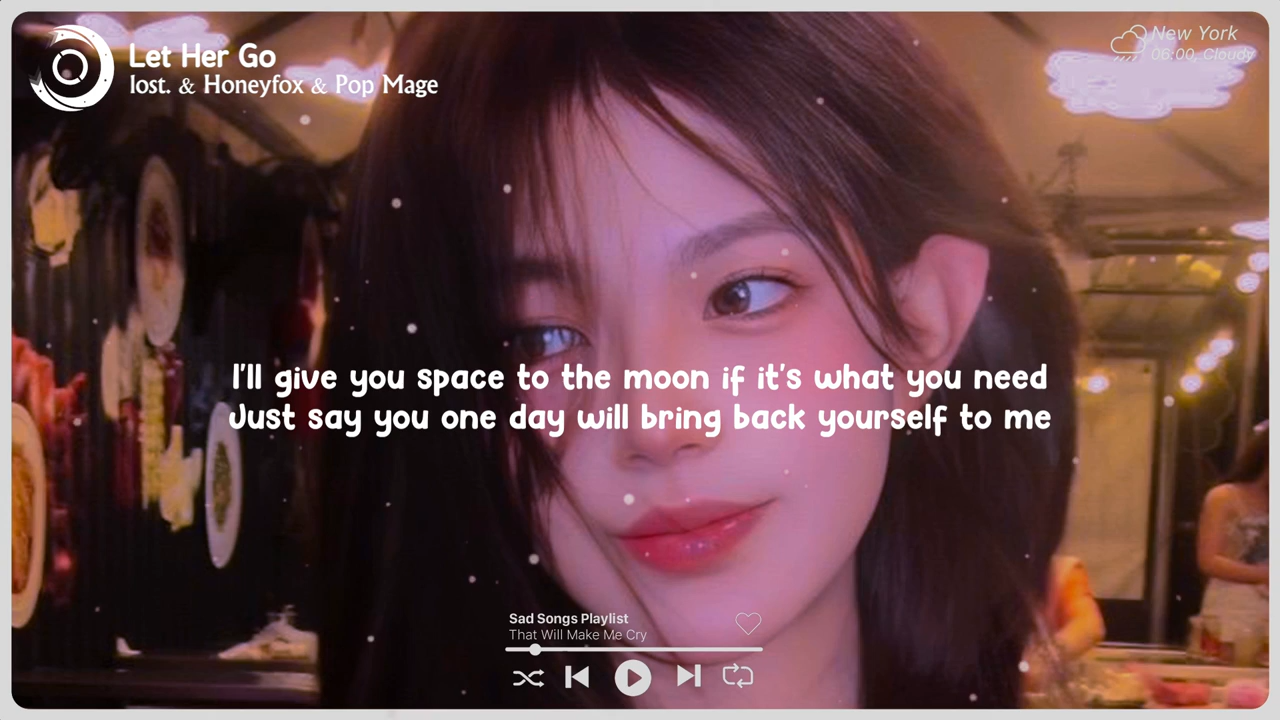 Let Her Go
lost. & Honeyfox & Pop Mage
New York
06:00, Cloudy
I'll give you space to the moon if it's what you need
Just say you one day will bring back yourself to me
Sad Songs Playlist
That Will Make Me Cry